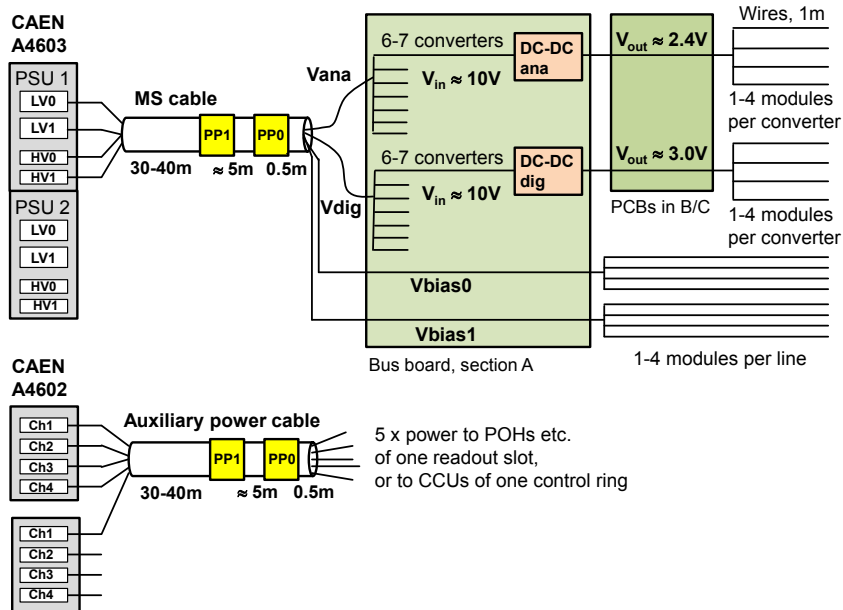 CAEN
A4603
PSU 1
LV0
LV1
HV0
HV1
PSU 2
LV0
LV1
HV0
HV1
MS cable
PP1
PP0
30-40m
≈ 5m
0.5m
Vana
Vdig
6-7 converters
Vin ≈ 10V
DC-DC
ana
6-7 converters
Vin ≈ 10V
DC-DC
dig
Vbias0
Vbias1
Bus board, section A
Vout ≈ 2.4V
Vout ≈ 3.0V
PCBs in B/C
Wires, 1m
1-4 modules
per converter
1-4 modules
per converter
1-4 modules per line
CAEN
A4602
Ch1
Ch2
Ch3
Ch4
Ch1
Ch2
Ch3
Ch4
Auxiliary power cable
PP1
PP0
30-40m
≈ 5m
0.5m
5 x power to POHs etc.
of one readout slot,
or to CCUs of one control ring